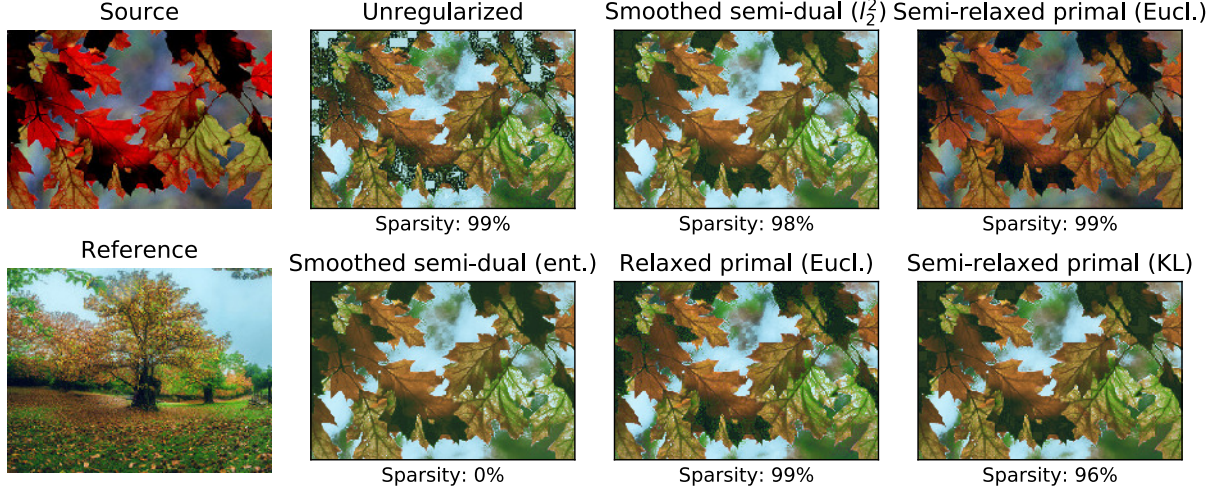 Source
Unregularized
Smoothed semi-dual (l₂²)
Semi-relaxed primal (Eucl.)
Sparsity: 99%
Sparsity: 98%
Sparsity: 99%
Reference
Smoothed semi-dual (ent.)
Relaxed primal (Eucl.)
Semi-relaxed primal (KL)
Sparsity: 0%
Sparsity: 99%
Sparsity: 96%